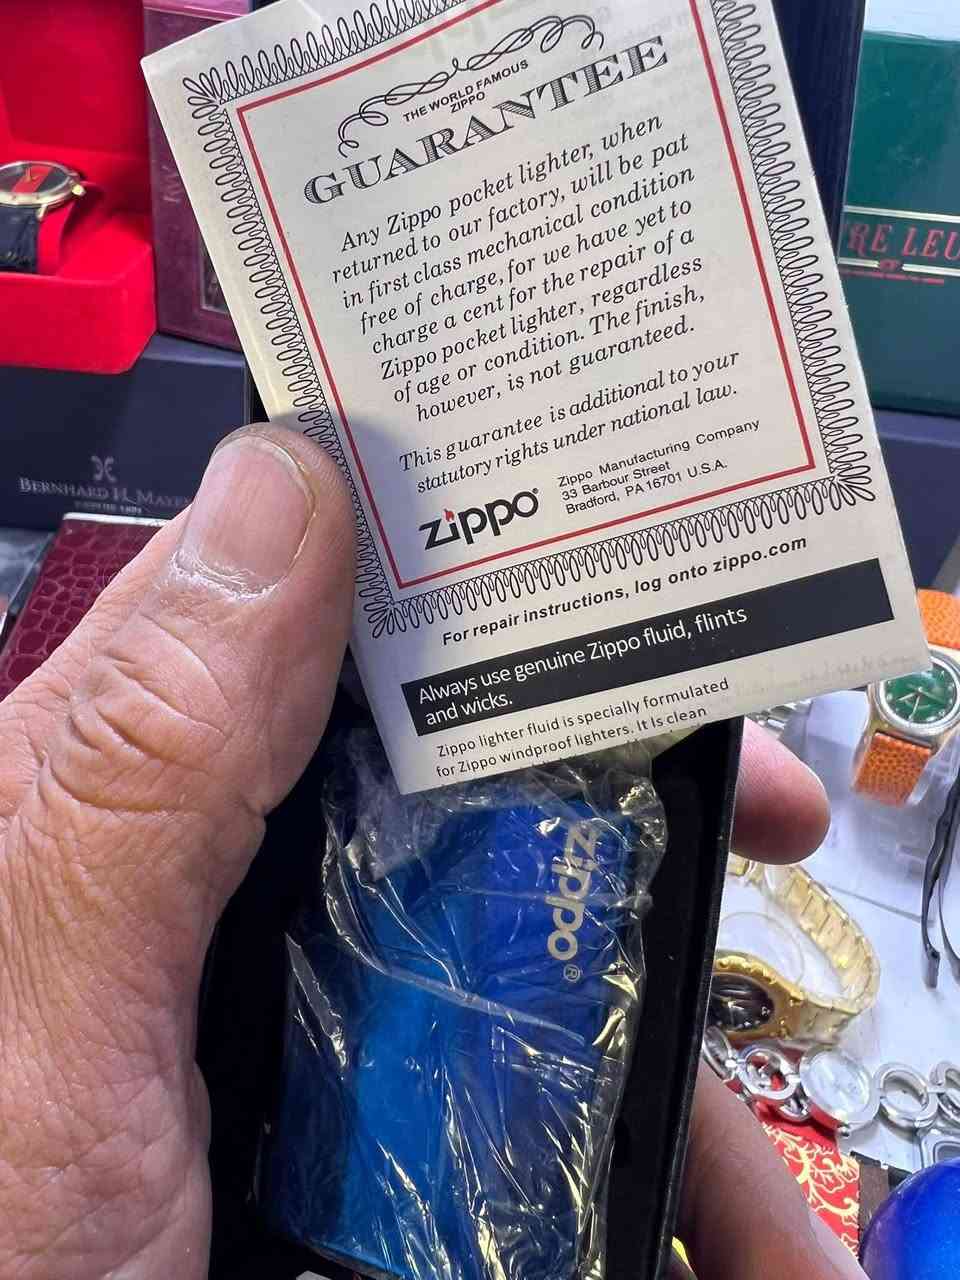 THE WORLD FAMOUS
ZIPPO
GUARANTEE
Any Zippo pocket lighter, when
returned to our factory, will be pat
in first class mechanical condition
free of charge, for we have yet to
charge a cent for the repair of a
Zippo pocket lighter, regardless
of age or condition. The finish,
however, is not guaranteed.
This guarantee is additional to your
statutory rights under national law.
zippo®
Zippo Manufacturing Company
33 Barbour Street
Bradford, PA 16701 U.S.A.
For repair instructions, log onto zippo.com
Always use genuine Zippo fluid, flints
and wicks.
Zippo lighter fluid is specially formulated
for Zippo windproof lighters. It Is clean
zippo®
BERNHARD H. MAYE
RE LEU